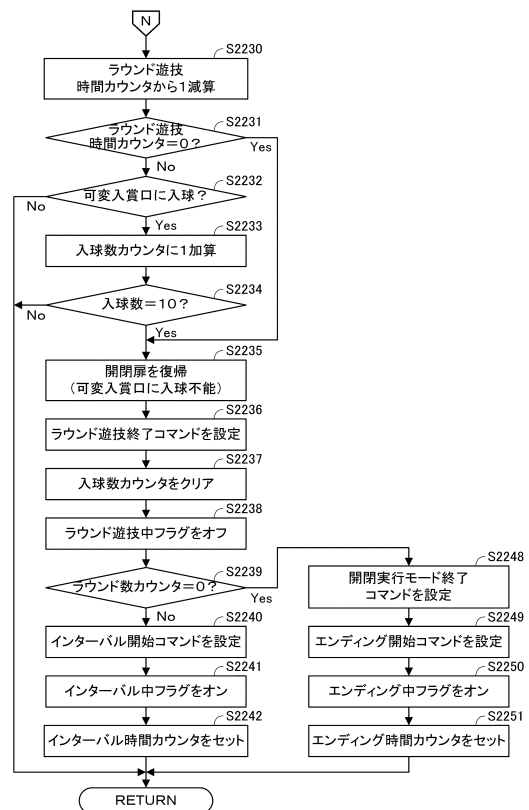 N
S2230
ラウンド遊技
時間カウンタから1減算
S2231
ラウンド遊技
時間カウンタ=0?
Yes
No
S2232
可変入賞口に入球?
No
Yes
S2233
入球数カウンタに1加算
S2234
入球数=10?
No
Yes
S2235
開閉扉を復帰
(可変入賞口に入球不能)
S2236
ラウンド遊技終了コマンドを設定
S2237
入球数カウンタをクリア
S2238
ラウンド遊技中フラグをオフ
S2239
ラウンド数カウンタ=0?
Yes
No
S2240
インターバル開始コマンドを設定
S2241
インターバル中フラグをオン
S2242
インターバル時間カウンタをセット
S2248
開閉実行モード終了
コマンドを設定
S2249
エンディング開始コマンドを設定
S2250
エンディング中フラグをオン
S2251
エンディング時間カウンタをセット
RETURN